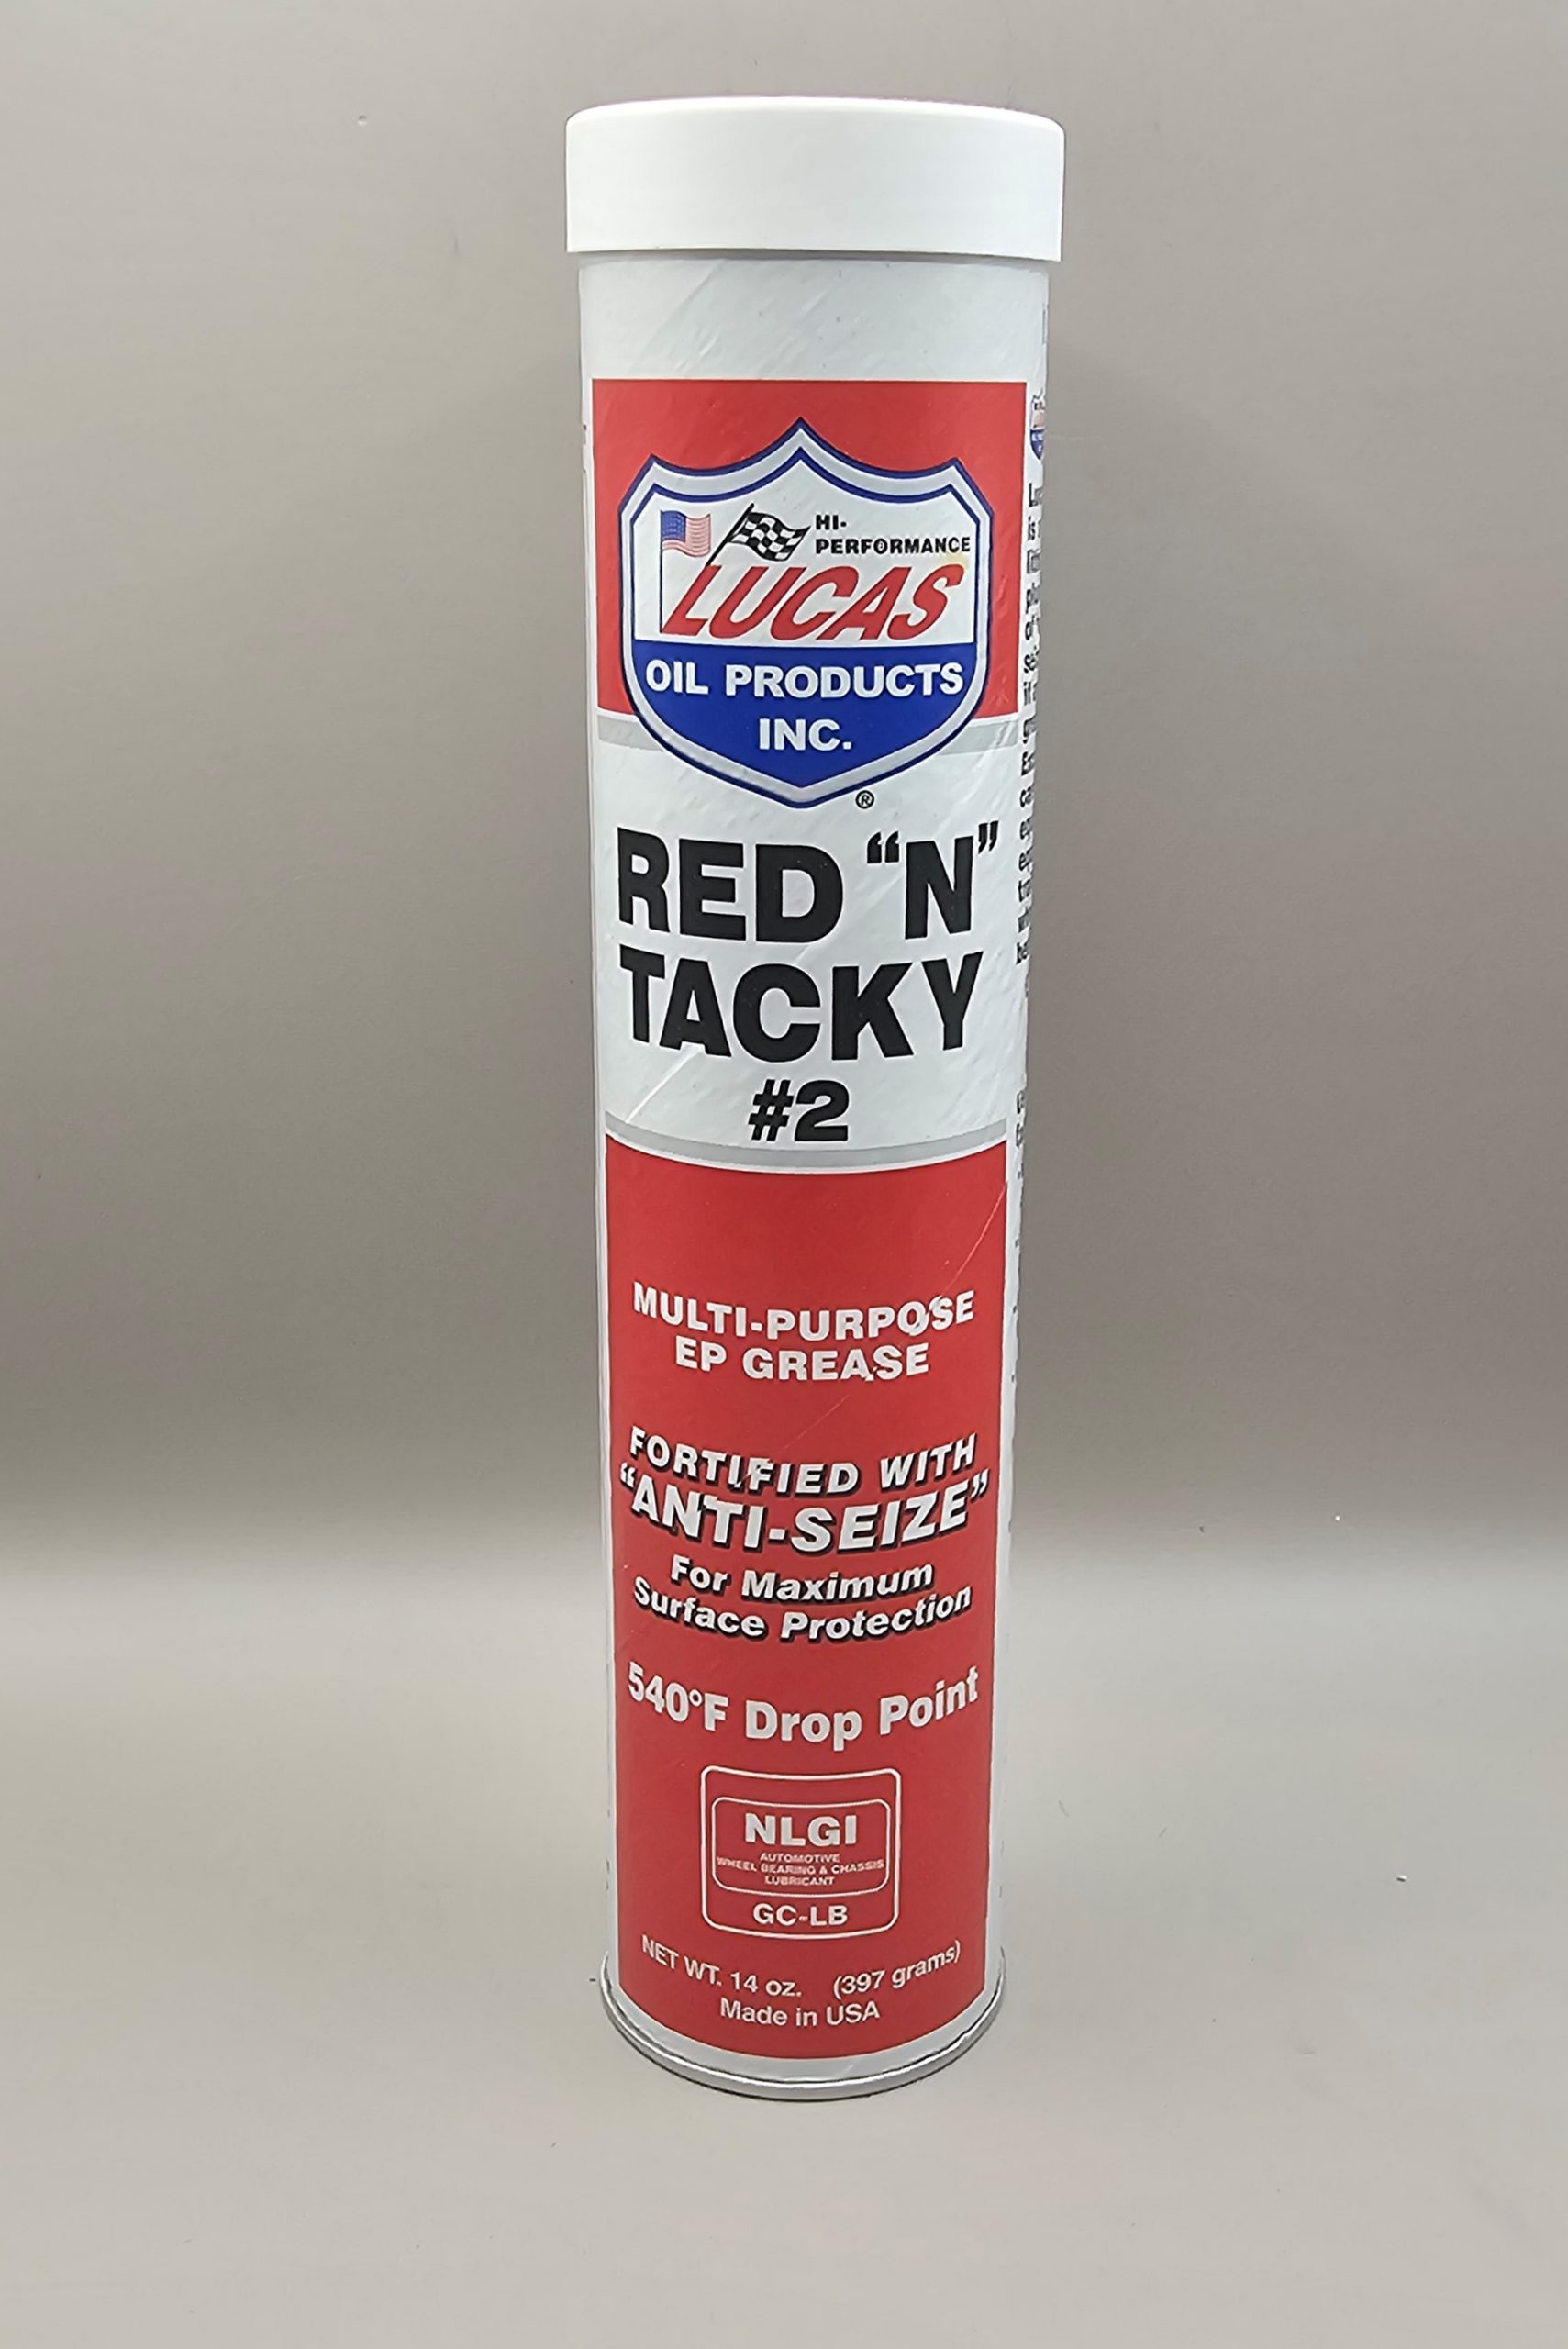 HI-
PERFORMANCE
LUCAS
OIL PRODUCTS
INC.
®
RED "N"
TACKY
#2
MULTI-PURPOSE
EP GREASE
FORTIFIED WITH
"ANTI-SEIZE"
For Maximum
Surface Protection
540°F Drop Point
NLGI
AUTOMOTIVE
WHEEL BEARING & CHASSIS
LUBRICANT
GC-LB
NET WT. 14 oz. (397 grams)
Made in USA